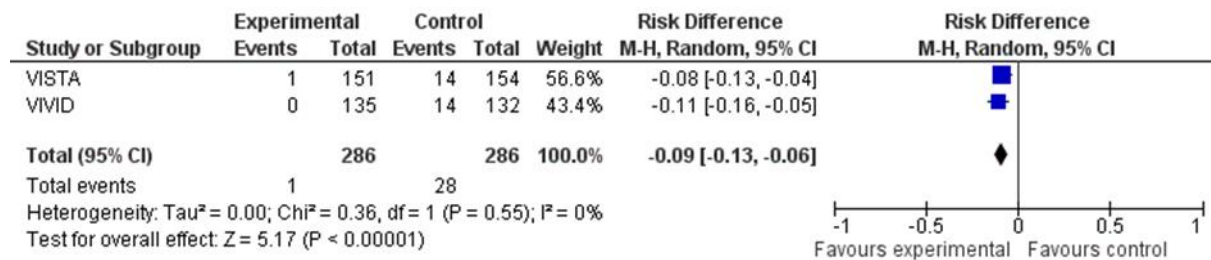 Experimental Control Risk Difference Risk Difference
Study or Subgroup Events Total Events Total Weight M-H, Random, 95% CI M-H, Random, 95% CI
VISTA 1 151 14 154 56.6% -0.08 [-0.13, -0.04]
VIVID 0 135 14 132 43.4% -0.11 [-0.16, -0.05]
Total (95% CI) 286 286 100.0% -0.09 [-0.13, -0.06]
Total events 1 28
Heterogeneity: Tau² = 0.00; Chi² = 0.36, df = 1 (P = 0.55); I² = 0%
Test for overall effect: Z = 5.17 (P < 0.00001)
-1 -0.5 0 0.5 1
Favours experimental Favours control